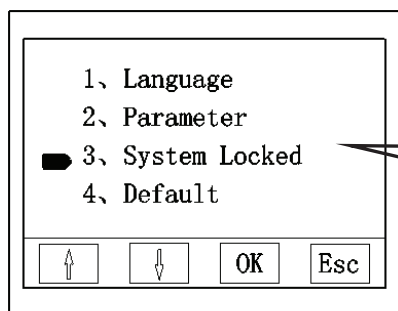 1、Language
2、Parameter
3、System Locked
4、Default
⇧ ⇩ OK Esc